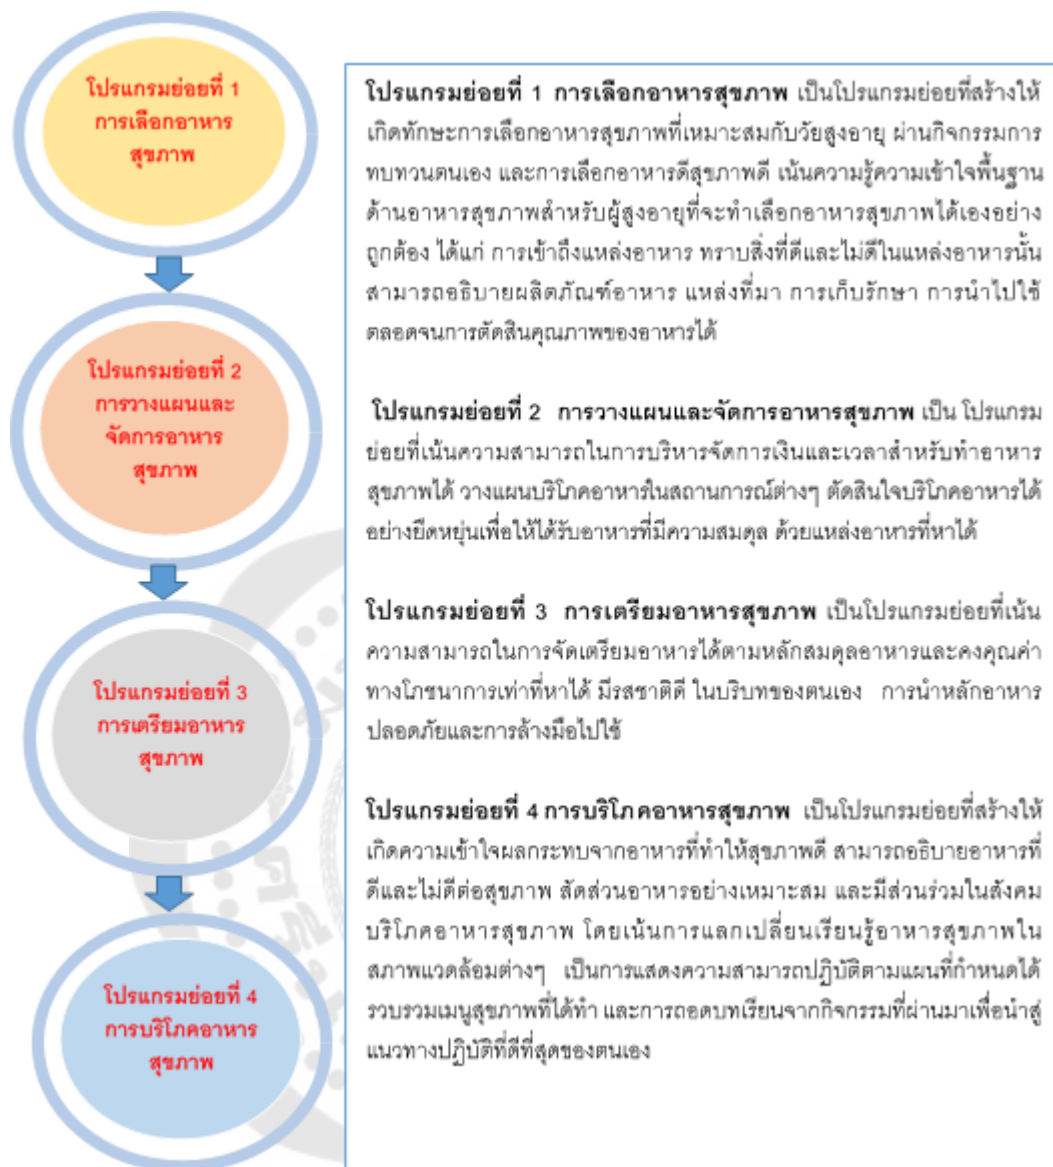 โปรแกรมย่อยที่ 1
การเลือกอาหาร
สุขภาพ
โปรแกรมย่อยที่ 2
การวางแผนและ
จัดการอาหาร
สุขภาพ
โปรแกรมย่อยที่ 3
การเตรียมอาหาร
สุขภาพ
โปรแกรมย่อยที่ 4
การบริโภคอาหาร
สุขภาพ
โปรแกรมย่อยที่ 1 การเลือกอาหารสุขภาพ เป็นโปรแกรมย่อยที่สร้างให้
เกิดทักษะการเลือกอาหารสุขภาพที่เหมาะสมกับวัยสูงอายุ ผ่านกิจกรรมการ
ทบทวนตนเอง และการเลือกอาหารดีสุขภาพดี เน้นความรู้ความเข้าใจพื้นฐาน
ด้านอาหารสุขภาพสำหรับผู้สูงอายุที่จะทำเลือกอาหารสุขภาพได้เองอย่าง
ถูกต้อง ได้แก่ การเข้าถึงแหล่งอาหาร ทราบสิ่งที่ดีและไม่ดีในแหล่งอาหารนั้น
สามารถอธิบายผลิตภัณฑ์อาหาร แหล่งที่มา การเก็บรักษา การนำไปใช้
ตลอดจนการตัดสินคุณภาพของอาหารได้
โปรแกรมย่อยที่ 2 การวางแผนและจัดการอาหารสุขภาพ เป็น โปรแกรม
ย่อยที่เน้นความสามารถในการบริหารจัดการเงินและเวลาสำหรับทำอาหาร
สุขภาพได้ วางแผนบริโภคอาหารในสถานการณ์ต่างๆ ตัดสินใจบริโภคอาหารได้
อย่างยืดหยุ่นเพื่อให้ได้รับอาหารที่มีความสมดุล ด้วยแหล่งอาหารที่หาได้
โปรแกรมย่อยที่ 3 การเตรียมอาหารสุขภาพ เป็นโปรแกรมย่อยที่เน้น
ความสามารถในการจัดเตรียมอาหารได้ตามหลักสมดุลอาหารและคงคุณค่า
ทางโภชนาการเท่าที่หาได้ มีรสชาติดี ในบริบทของตนเอง การนำหลักอาหาร
ปลอดภัยและการล้างมือไปใช้
โปรแกรมย่อยที่ 4 การบริโภคอาหารสุขภาพ เป็นโปรแกรมย่อยที่สร้างให้
เกิดความเข้าใจผลกระทบจากอาหารที่ทำให้สุขภาพดี สามารถอธิบายอาหารที่
ดีและไม่ดีต่อสุขภาพ สัดส่วนอาหารอย่างเหมาะสม และมีส่วนร่วมในสังคม
บริโภคอาหารสุขภาพ โดยเน้นการแลกเปลี่ยนเรียนรู้อาหารสุขภาพใน
สภาพแวดล้อมต่างๆ เป็นการแสดงความสามารถปฏิบัติตามแผนที่กำหนดได้
รวบรวมเมนูสุขภาพที่ได้ทำ และการถอดบทเรียนจากกิจกรรมที่ผ่านมาเพื่อนำสู่
แนวทางปฏิบัติที่ดีที่สุดของตนเอง